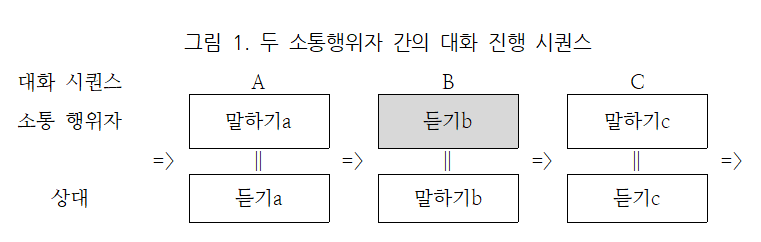 그림 1. 두 소통행위자 간의 대화 진행 시퀀스
대화 시퀀스 A B C
소통 행위자 말하기a 듣기b 말하기c
=> || => || => || =>
상대 듣기a 말하기b 듣기c